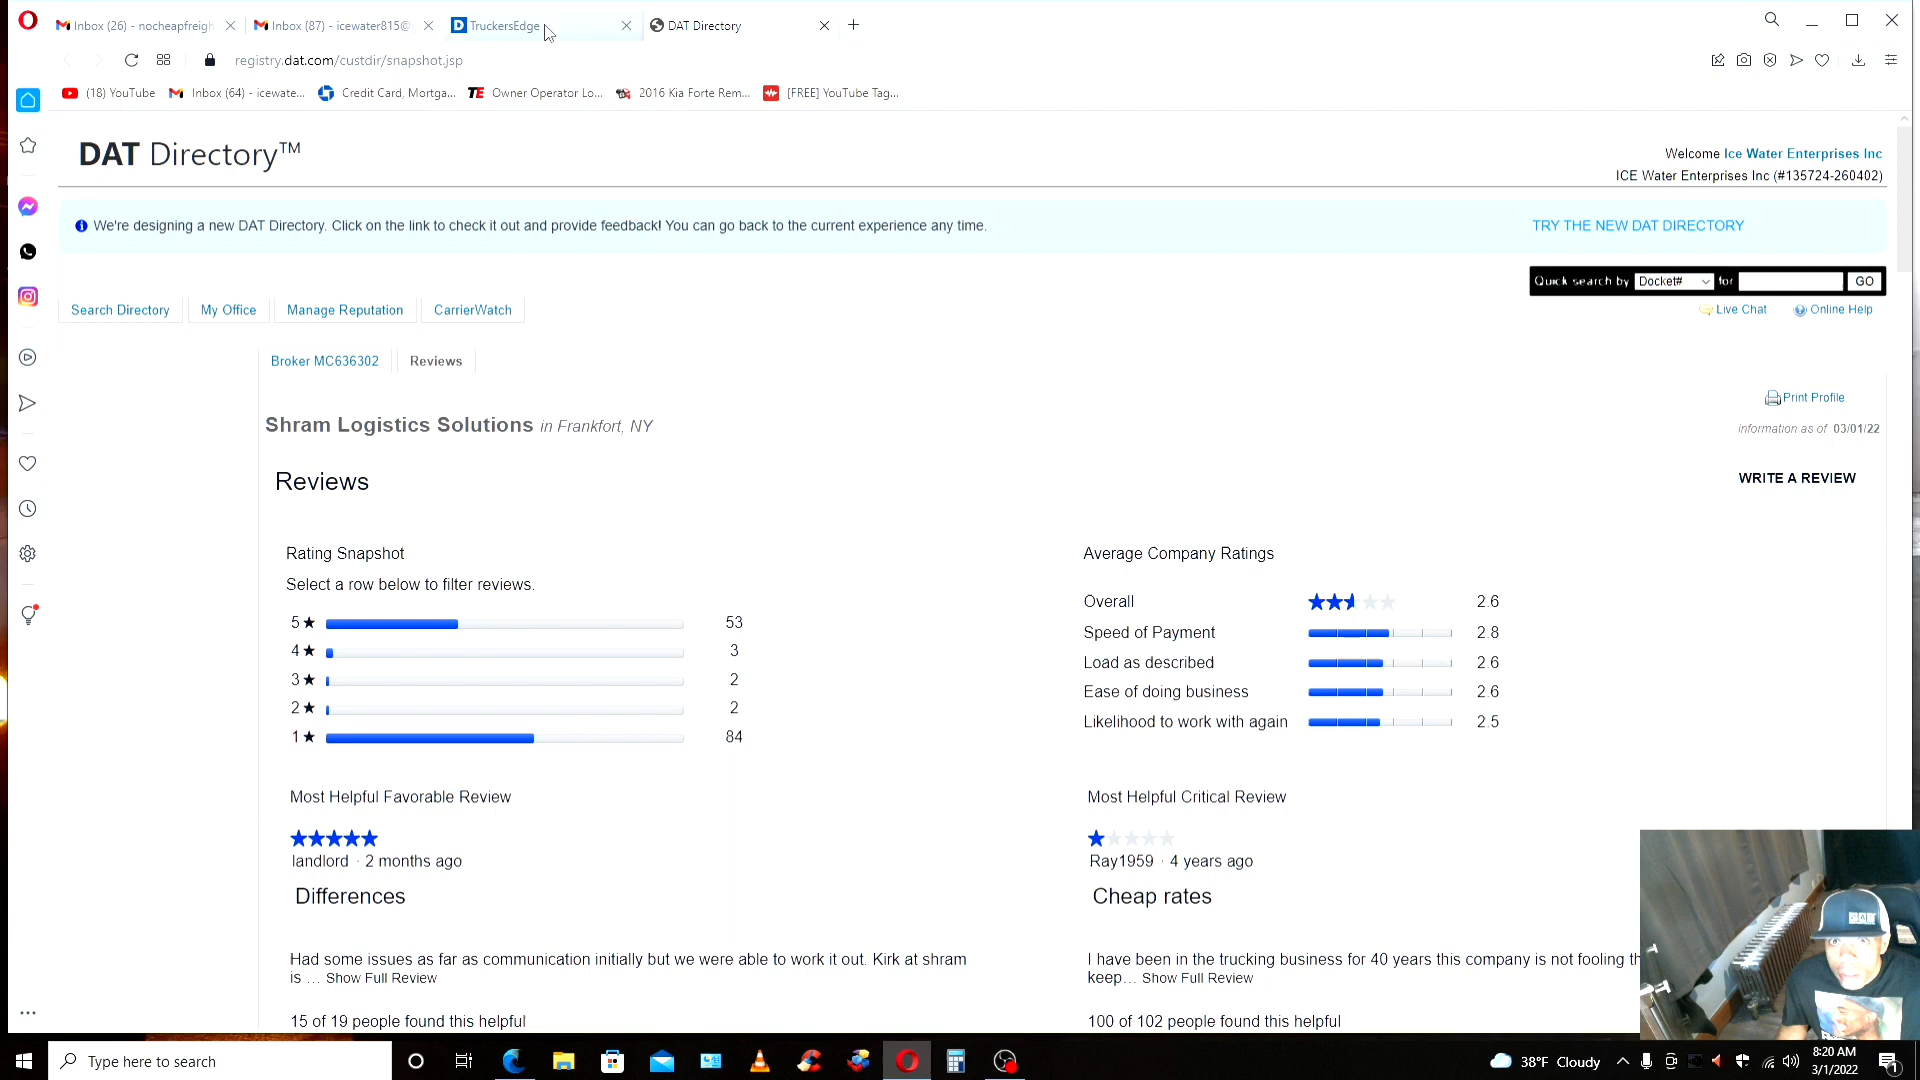 Inbox (26) - nocheapfreigh
Inbox (87) - icewater815@
TruckersEdge
DAT Directory
registry.dat.com/custdir/snapshot.jsp
(18) YouTube
Inbox (64) - icewate...
Credit Card, Mortga...
TE Owner Operator Lo...
2016 Kia Forte Rem...
[FREE] YouTube Tag...
DAT Directory™
Welcome Ice Water Enterprises Inc
ICE Water Enterprises Inc (#135724-260402)
We're designing a new DAT Directory. Click on the link to check it out and provide feedback! You can go back to the current experience any time.
TRY THE NEW DAT DIRECTORY
Quick search by Docket# for GO
Search Directory
My Office
Manage Reputation
CarrierWatch
Live Chat
Online Help
Broker MC636302
Reviews
Print Profile
Shram Logistics Solutions in Frankfort, NY
information as of 03/01/22
Reviews
WRITE A REVIEW
Rating Snapshot
Select a row below to filter reviews.
5★ 53
4★ 3
3★ 2
2★ 2
1★ 84
Average Company Ratings
Overall 2.6
Speed of Payment 2.8
Load as described 2.6
Ease of doing business 2.6
Likelihood to work with again 2.5
Most Helpful Favorable Review
landlord · 2 months ago
Differences
Had some issues as far as communication initially but we were able to work it out. Kirk at shram
is ... Show Full Review
15 of 19 people found this helpful
Most Helpful Critical Review
Ray1959 · 4 years ago
Cheap rates
I have been in the trucking business for 40 years this company is not fooling th
keep... Show Full Review
100 of 102 people found this helpful
Type here to search
38°F Cloudy
8:20 AM
3/1/2022
1